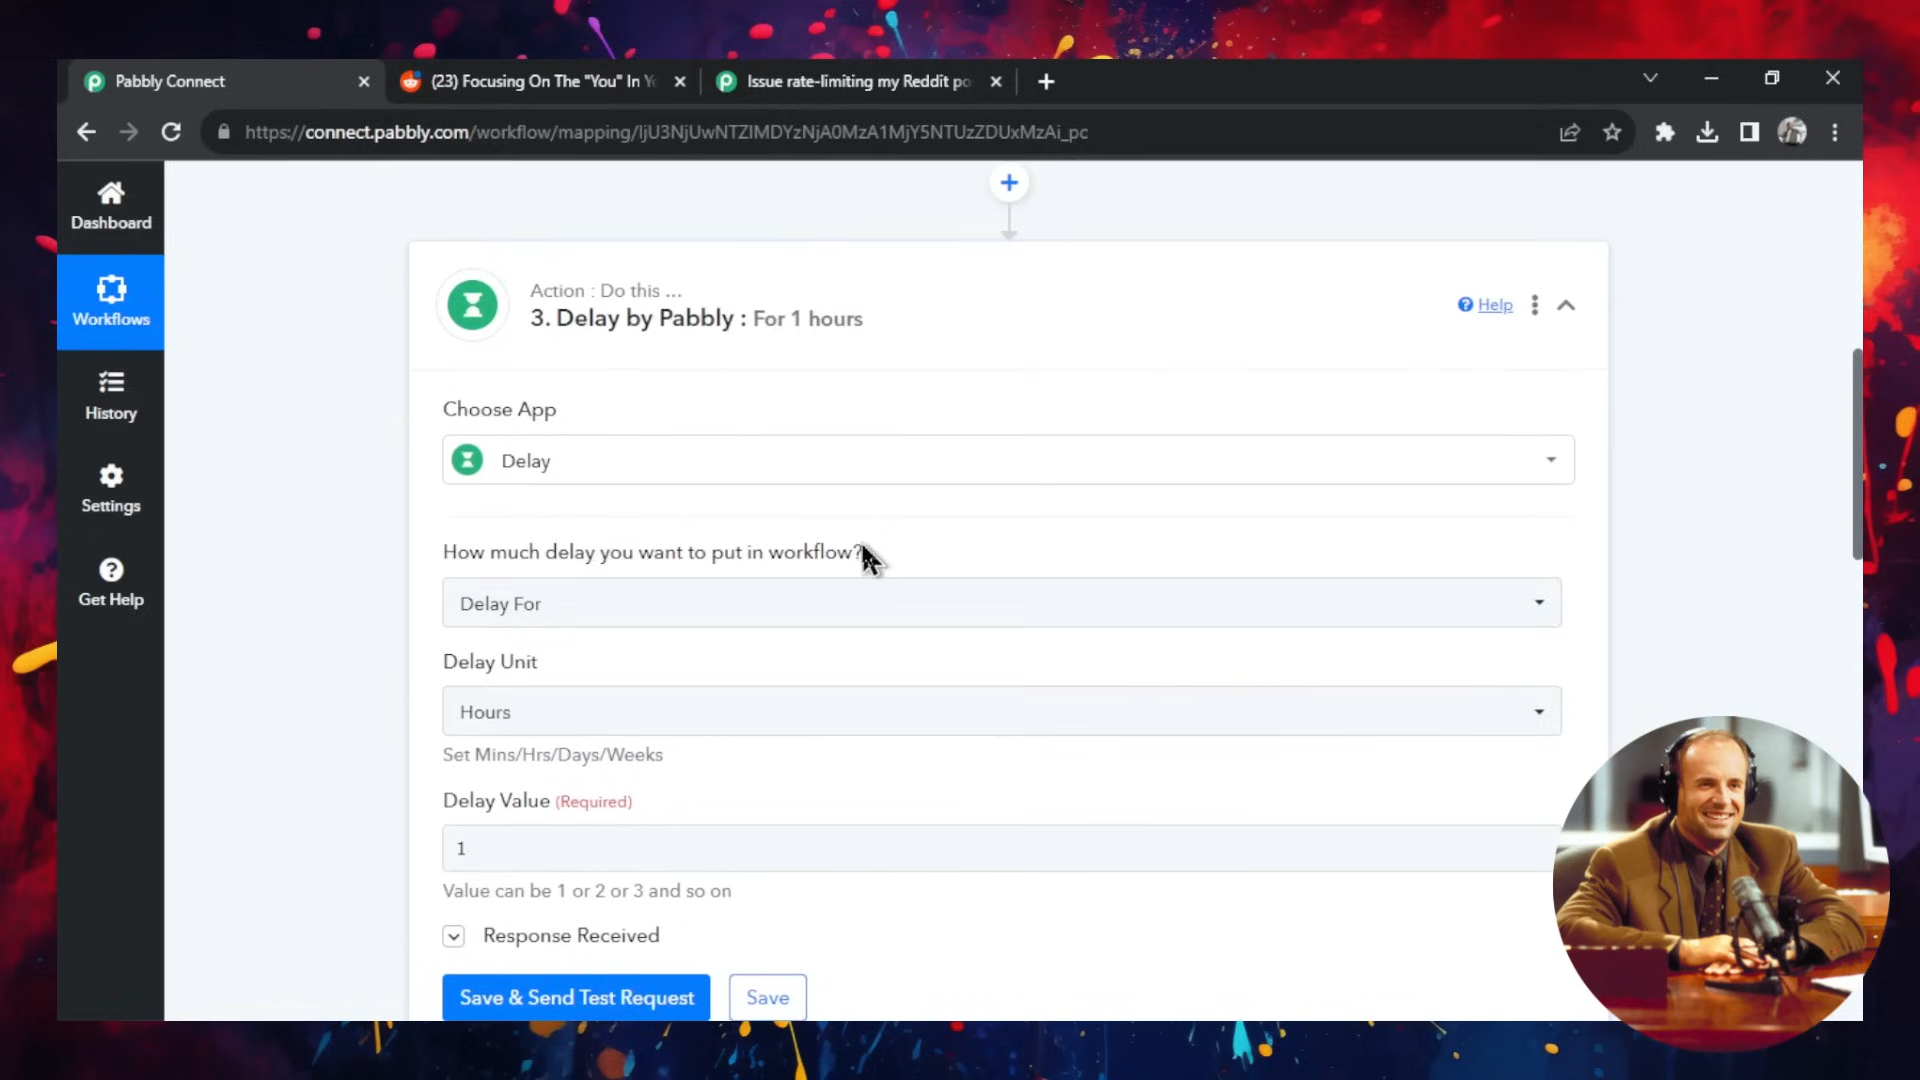 Pabbly Connect
(23) Focusing On The "You" In Y
Issue rate-limiting my Reddit po
https://connect.pabbly.com/workflow/mapping/IjU3NjUwNTZlMDYzNjA0MzA1MjY5NTUzZDUxMzAi_pc
Dashboard
Workflows
History
Settings
Get Help
Action : Do this ...
3. Delay by Pabbly : For 1 hours
Help
Choose App
Delay
How much delay you want to put in workflow?
Delay For
Delay Unit
Hours
Set Mins/Hrs/Days/Weeks
Delay Value (Required)
1
Value can be 1 or 2 or 3 and so on
Response Received
Save & Send Test Request
Save